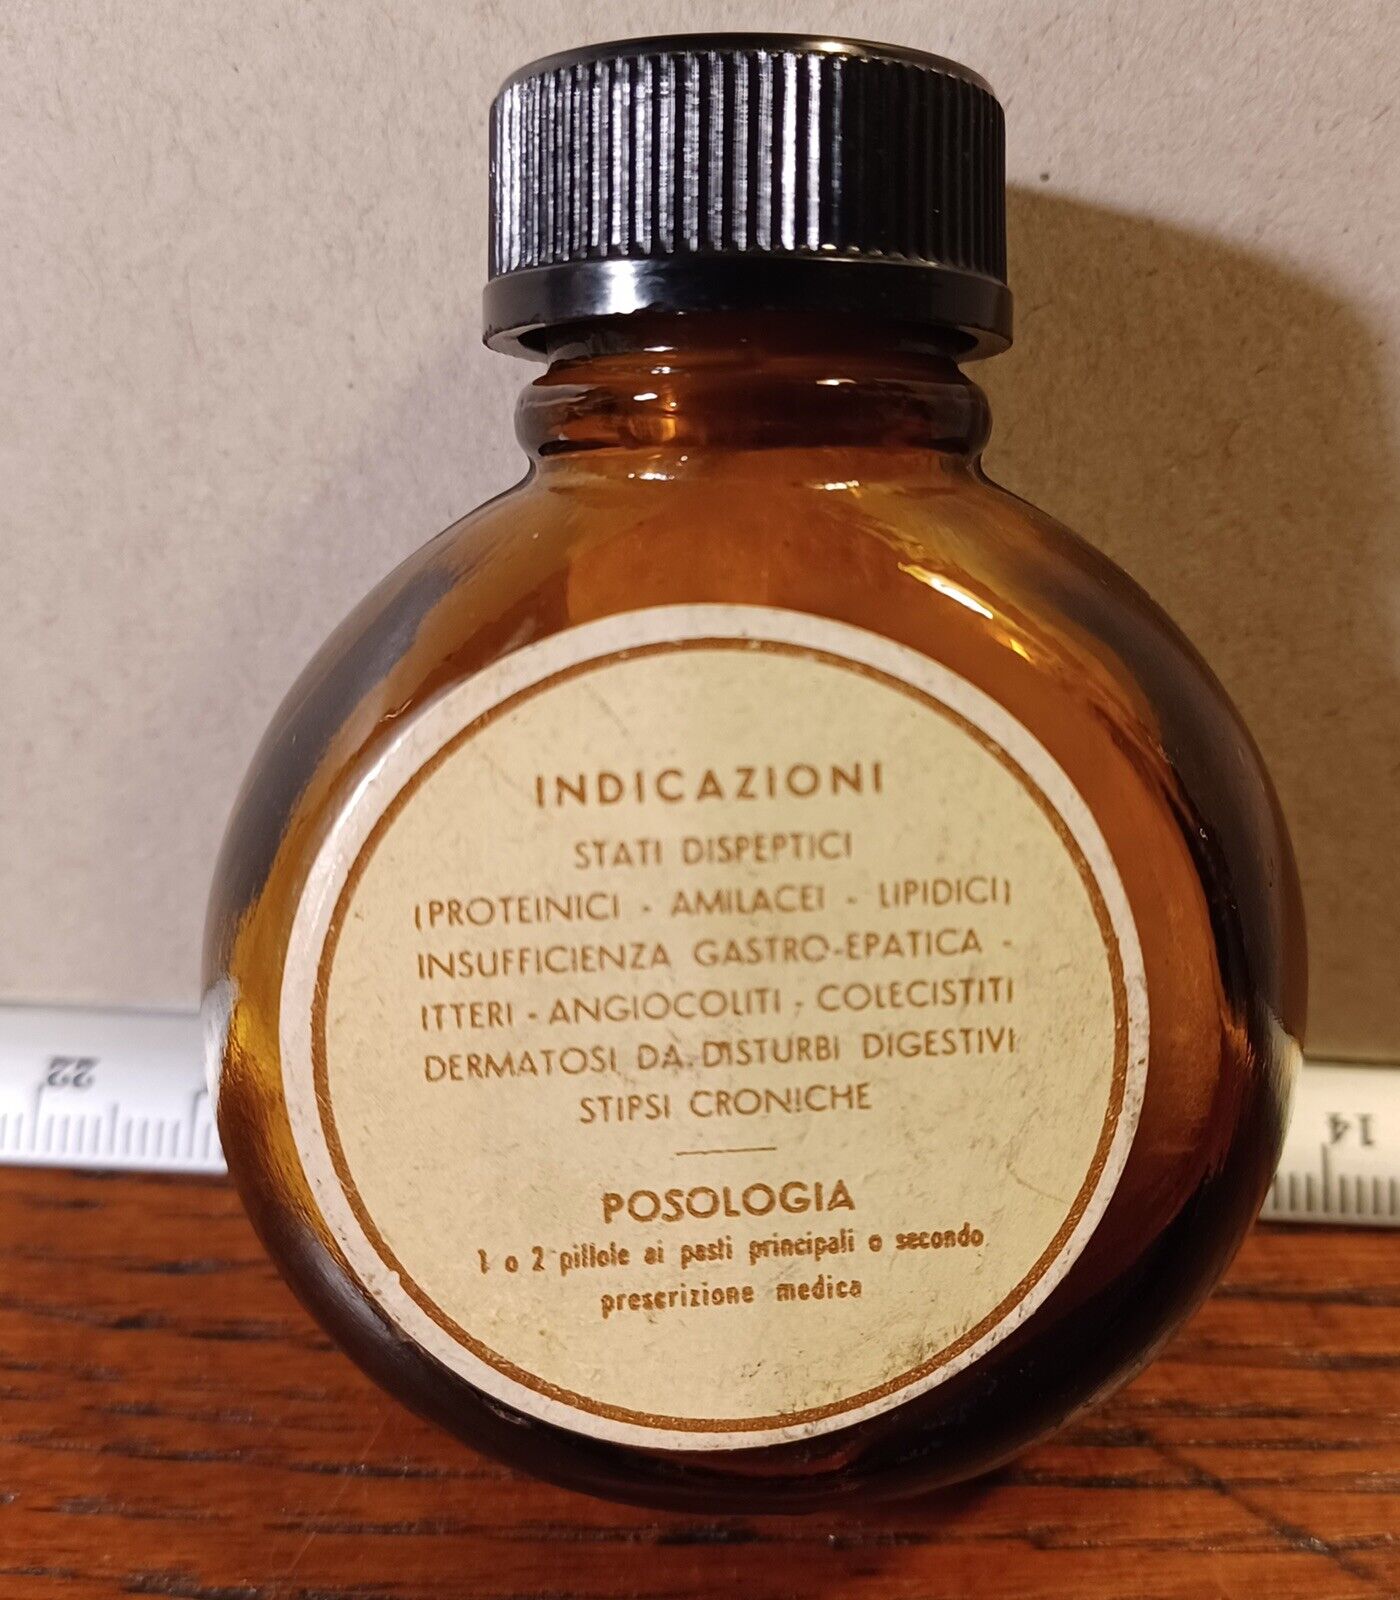 INDICAZIONI
STATI DISPEPTICI
(PROTEINICI - AMILACEI - LIPIDICI)
INSUFFICIENZA GASTRO-EPATICA -
ITTERI - ANGIOCOLITI - COLECISTITI
DERMATOSI DA DISTURBI DIGESTIVI
STIPSI CRONICHE
POSOLOGIA
1 o 2 pillole ai pasti principali o secondo
prescrizione medica
22
14